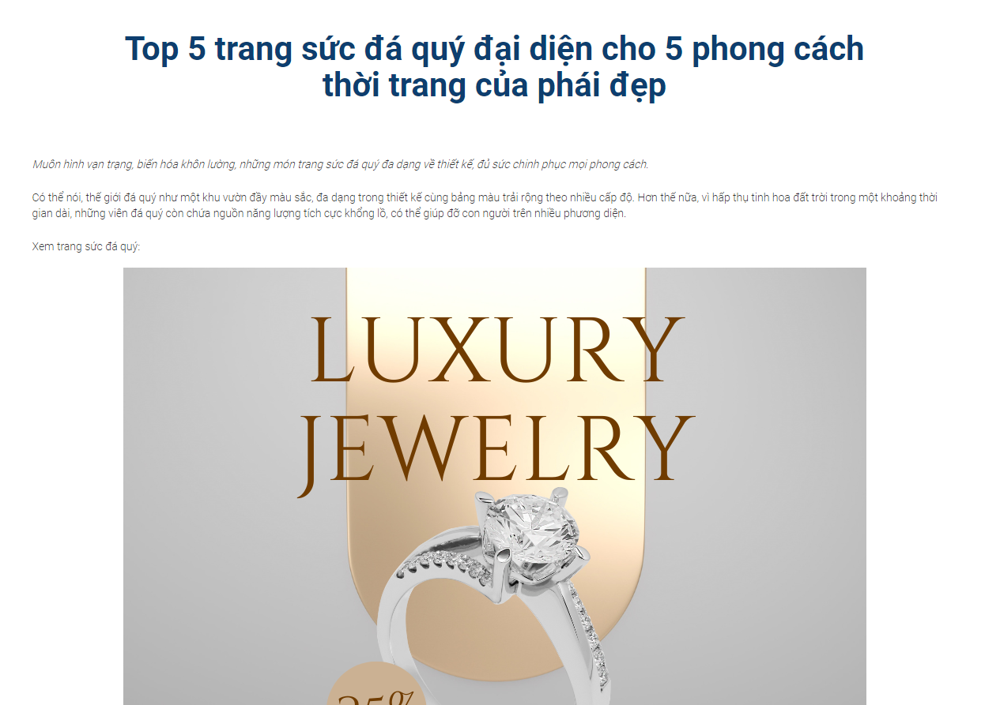 Top 5 trang sức đá quý đại diện cho 5 phong cách
thời trang của phái đẹp
Muôn hình vạn trạng, biến hóa khôn lường, những món trang sức đá quý đa dạng về thiết kế, đủ sức chinh phục mọi phong cách.
Có thể nói, thế giới đá quý như một khu vườn đầy màu sắc, đa dạng trong thiết kế cùng bảng màu trải rộng theo nhiều cấp độ. Hơn thế nữa, vì hấp thụ tinh hoa đất trời trong một khoảng thời
gian dài, những viên đá quý còn chứa nguồn năng lượng tích cực khổng lồ, có thể giúp đỡ con người trên nhiều phương diện.
Xem trang sức đá quý:
LUXURY
JEWELRY
25%